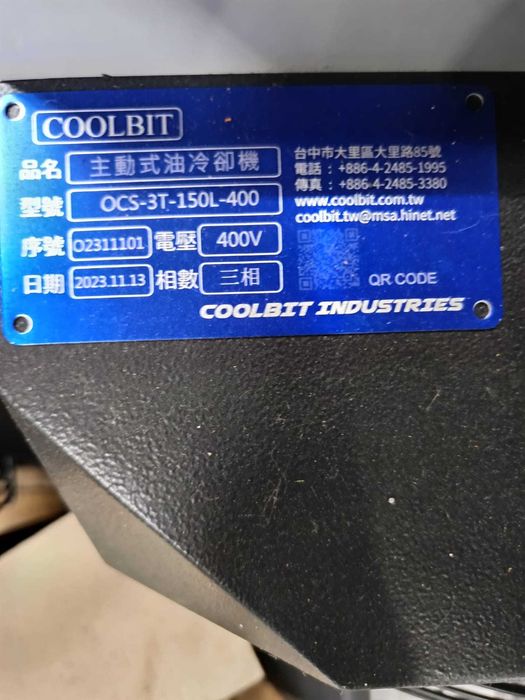 COOLBIT
品名 主動式油冷卻機
型號 OCS-3T-150L-400
序號 O2311101 電壓 400V
日期 2023.11.13 相數 三相
台中市大里區大里路85號
電話：+886-4-2485-1995
傳真：+886-4-2485-3380
www.coolbit.com.tw
coolbit.tw@msa.hinet.net
QR CODE
COOLBIT INDUSTRIES